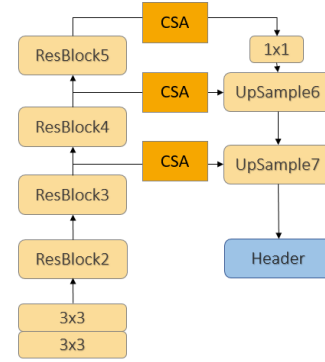 CSA
ResBlock5
1x1
CSA
UpSample6
ResBlock4
CSA
UpSample7
ResBlock3
ResBlock2
Header
3x3
3x3